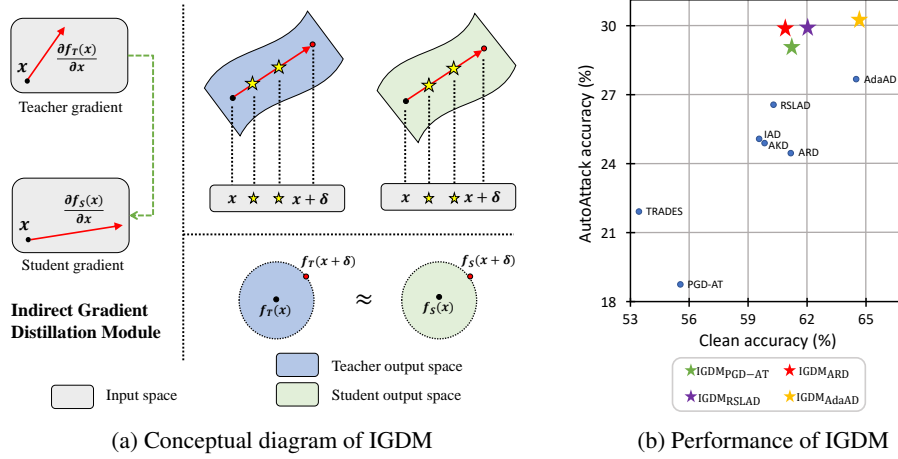 x
∂f_T(x)
∂x
Teacher gradient
x
∂f_S(x)
∂x
Student gradient
Indirect Gradient
Distillation Module
Input space
x x + δ
x x + δ
f_T(x + δ)
f_T(x)
≈
f_S(x + δ)
f_S(x)
Teacher output space
Student output space
(a) Conceptual diagram of IGDM
AutoAttack accuracy (%)
30
27
24
21
18
53 56 59 62 65
Clean accuracy (%)
AdaAD
RSLAD
IAD
AKD
ARD
TRADES
PGD-AT
IGDM_PGD−AT IGDM_ARD
IGDM_RSLAD IGDM_AdaAD
(b) Performance of IGDM